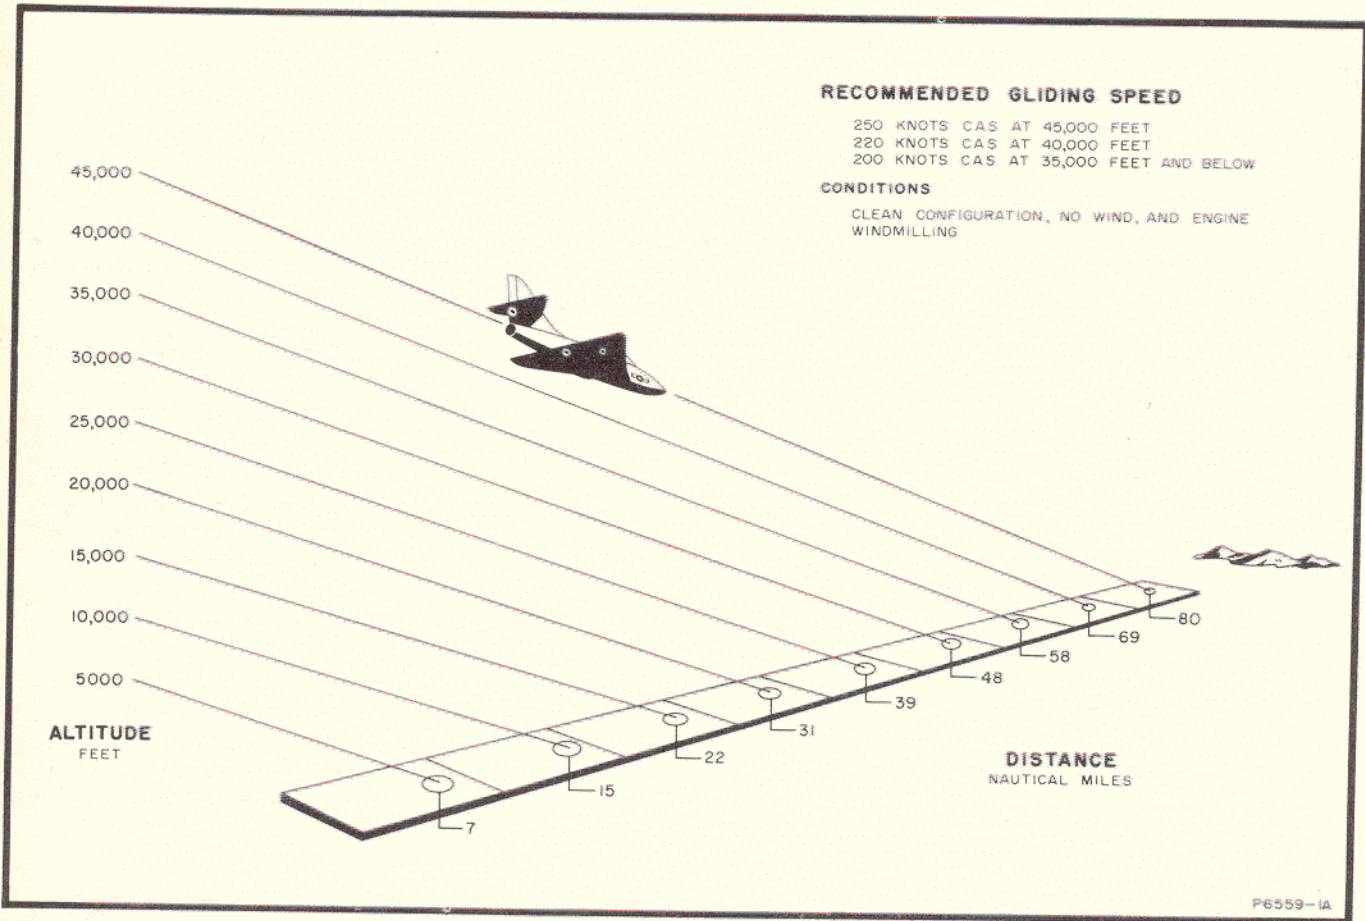 RECOMMENDED GLIDING SPEED
250 KNOTS CAS AT 45,000 FEET
220 KNOTS CAS AT 40,000 FEET
200 KNOTS CAS AT 35,000 FEET AND BELOW
CONDITIONS
CLEAN CONFIGURATION, NO WIND, AND ENGINE
WINDMILLING
45,000
40,000
35,000
30,000
25,000
20,000
15,000
10,000
5000
ALTITUDE
FEET
7
15
22
31
39
48
58
69
80
DISTANCE
NAUTICAL MILES
P6559-1A